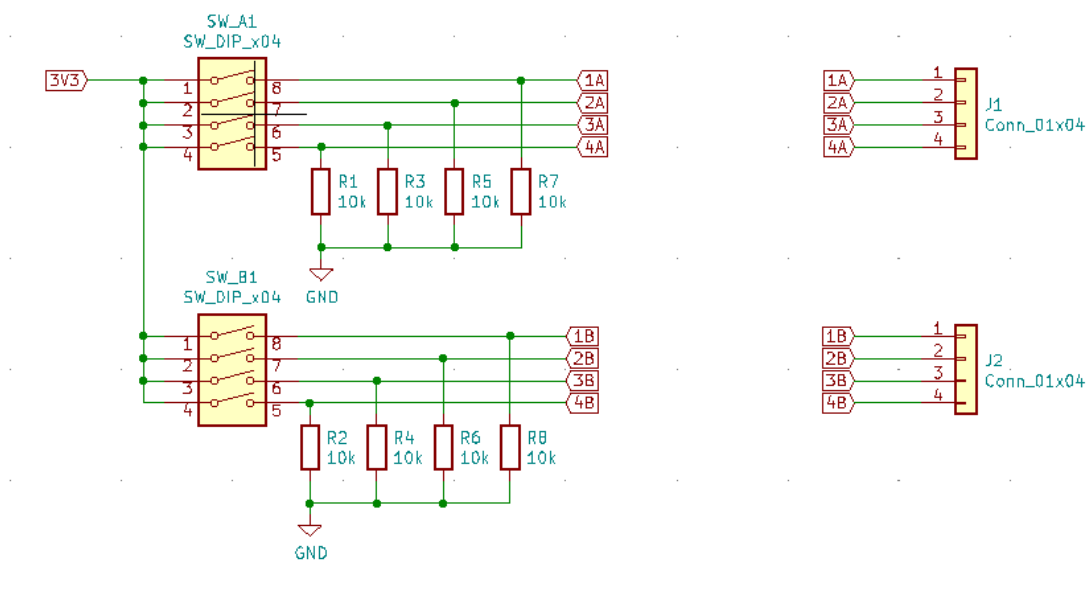 SW_A1
SW_DIP_x04
3V3
1 8 1A
2 7 2A
3 6 3A
4 5 4A
R1 R3 R5 R7
10k 10k 10k 10k
GND
1A 1
2A 2
3A 3
4A 4
J1
Conn_01x04
SW_B1
SW_DIP_x04
1 8 1B
2 7 2B
3 6 3B
4 5 4B
R2 R4 R6 R8
10k 10k 10k 10k
GND
1B 1
2B 2
3B 3
4B 4
J2
Conn_01x04